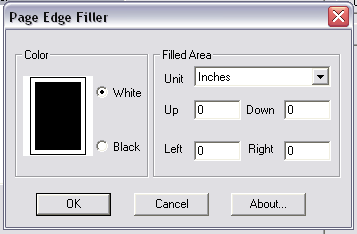 Page Edge Filler
Color
White
Black
Filled Area
Unit Inches
Up 0 Down 0
Left 0 Right 0
OK Cancel About...